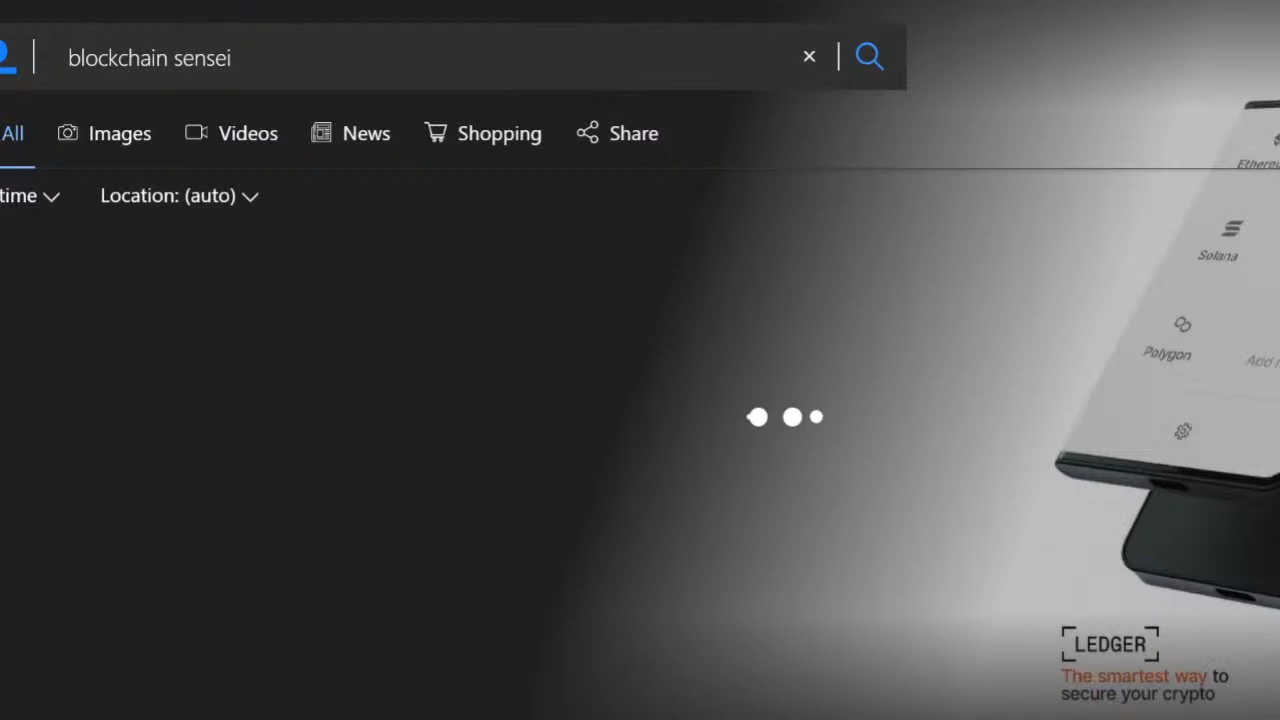 blockchain sensei
All Images Videos News Shopping Share
time Location: (auto)
Solana
Polygon
LEDGER
The smartest way to
secure your crypto